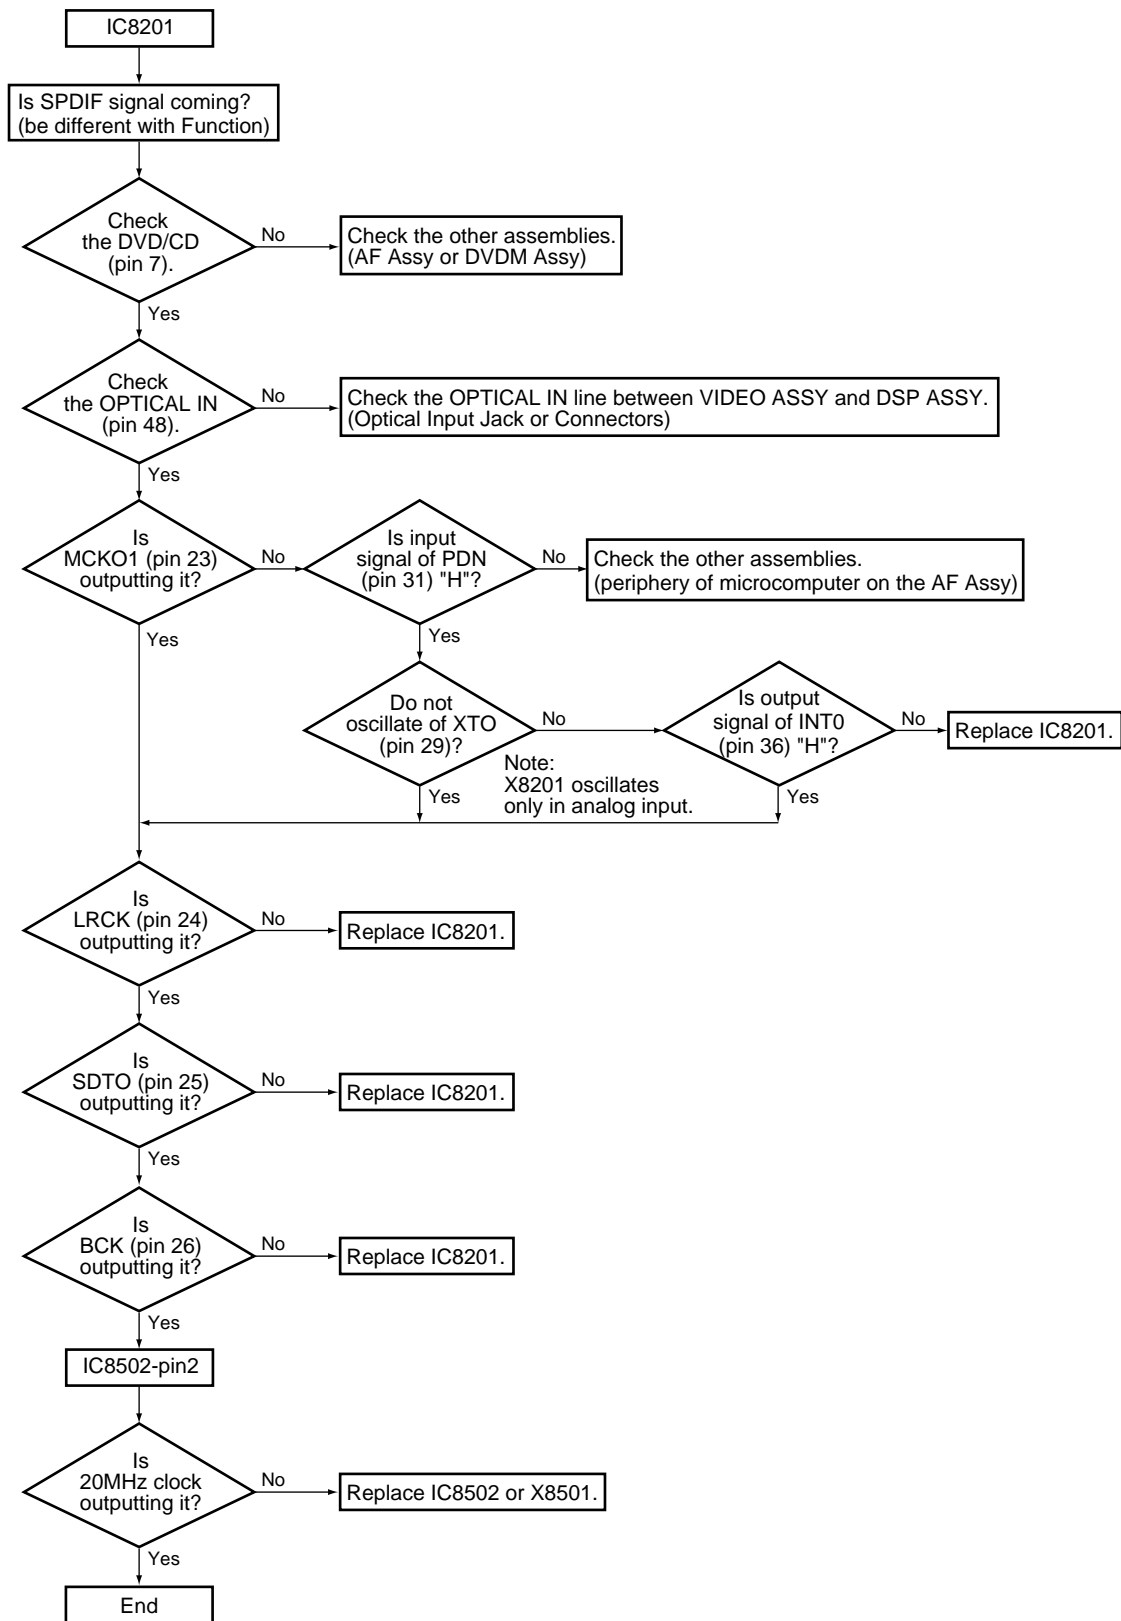 IC8201
Is SPDIF signal coming?
(be different with Function)
Check
the DVD/CD
(pin 7).
No
Check the other assemblies.
(AF Assy or DVDM Assy)
Yes
Check
the OPTICAL IN
(pin 48).
No
Check the OPTICAL IN line between VIDEO ASSY and DSP ASSY.
(Optical Input Jack or Connectors)
Yes
Is
MCKO1 (pin 23)
outputting it?
No
Is input
signal of PDN
(pin 31) "H"?
No
Check the other assemblies.
(periphery of microcomputer on the AF Assy)
Yes
Yes
Do not
oscillate of XTO
(pin 29)?
No
Is output
signal of INT0
(pin 36) "H"?
No
Replace IC8201.
Note:
X8201 oscillates
only in analog input.
Yes
Yes
Is
LRCK (pin 24)
outputting it?
No
Replace IC8201.
Yes
Is
SDTO (pin 25)
outputting it?
No
Replace IC8201.
Yes
Is
BCK (pin 26)
outputting it?
No
Replace IC8201.
Yes
IC8502-pin2
Is
20MHz clock
outputting it?
No
Replace IC8502 or X8501.
Yes
End